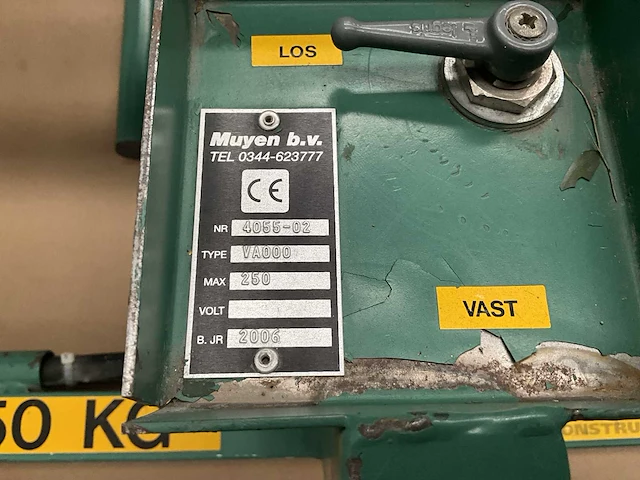 LOS
Muyen b.v.
TEL 0344-623777
CE
NR 4055-02
TYPE VA000
MAX 250
VOLT
B. JR 2006
VAST
50 KG